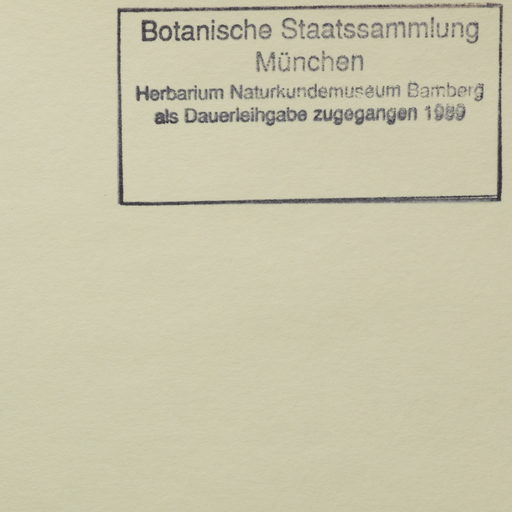 Botanische Staatssammlung
München
Herbarium Naturkundemuseum Bamberg
als Dauerleihgabe zugegangen